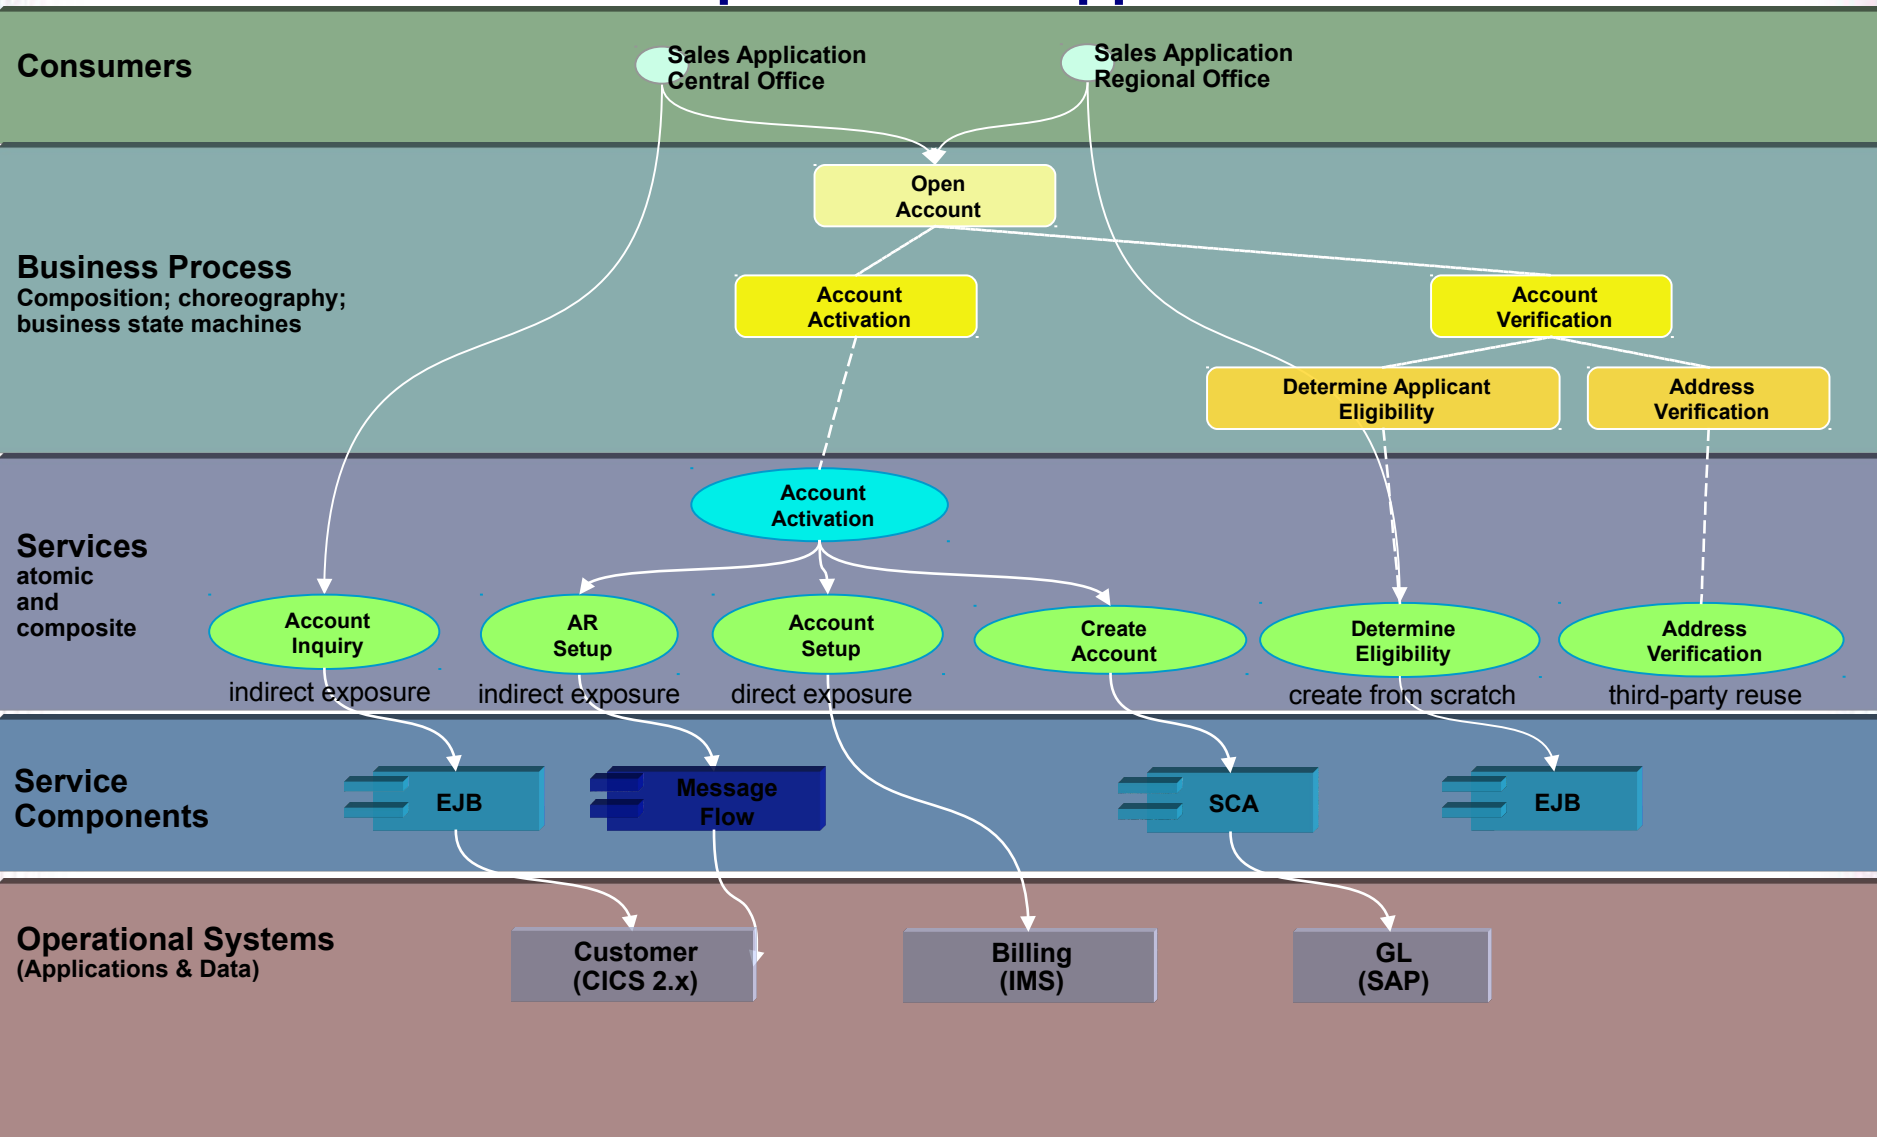 Consumers
Sales Application
Central Office
Sales Application
Regional Office
Business Process
Composition; choreography;
business state machines
Open
Account
Account
Activation
Account
Verification
Determine Applicant
Eligibility
Address
Verification
Services
atomic
and
composite
Account
Activation
Account
Inquiry
AR
Setup
Account
Setup
Create
Account
Determine
Eligibility
Address
Verification
indirect exposure
indirect exposure
direct exposure
create from scratch
third-party reuse
Service
Components
EJB
Message
Flow
SCA
EJB
Operational Systems
(Applications & Data)
Customer
(CICS 2.x)
Billing
(IMS)
GL
(SAP)